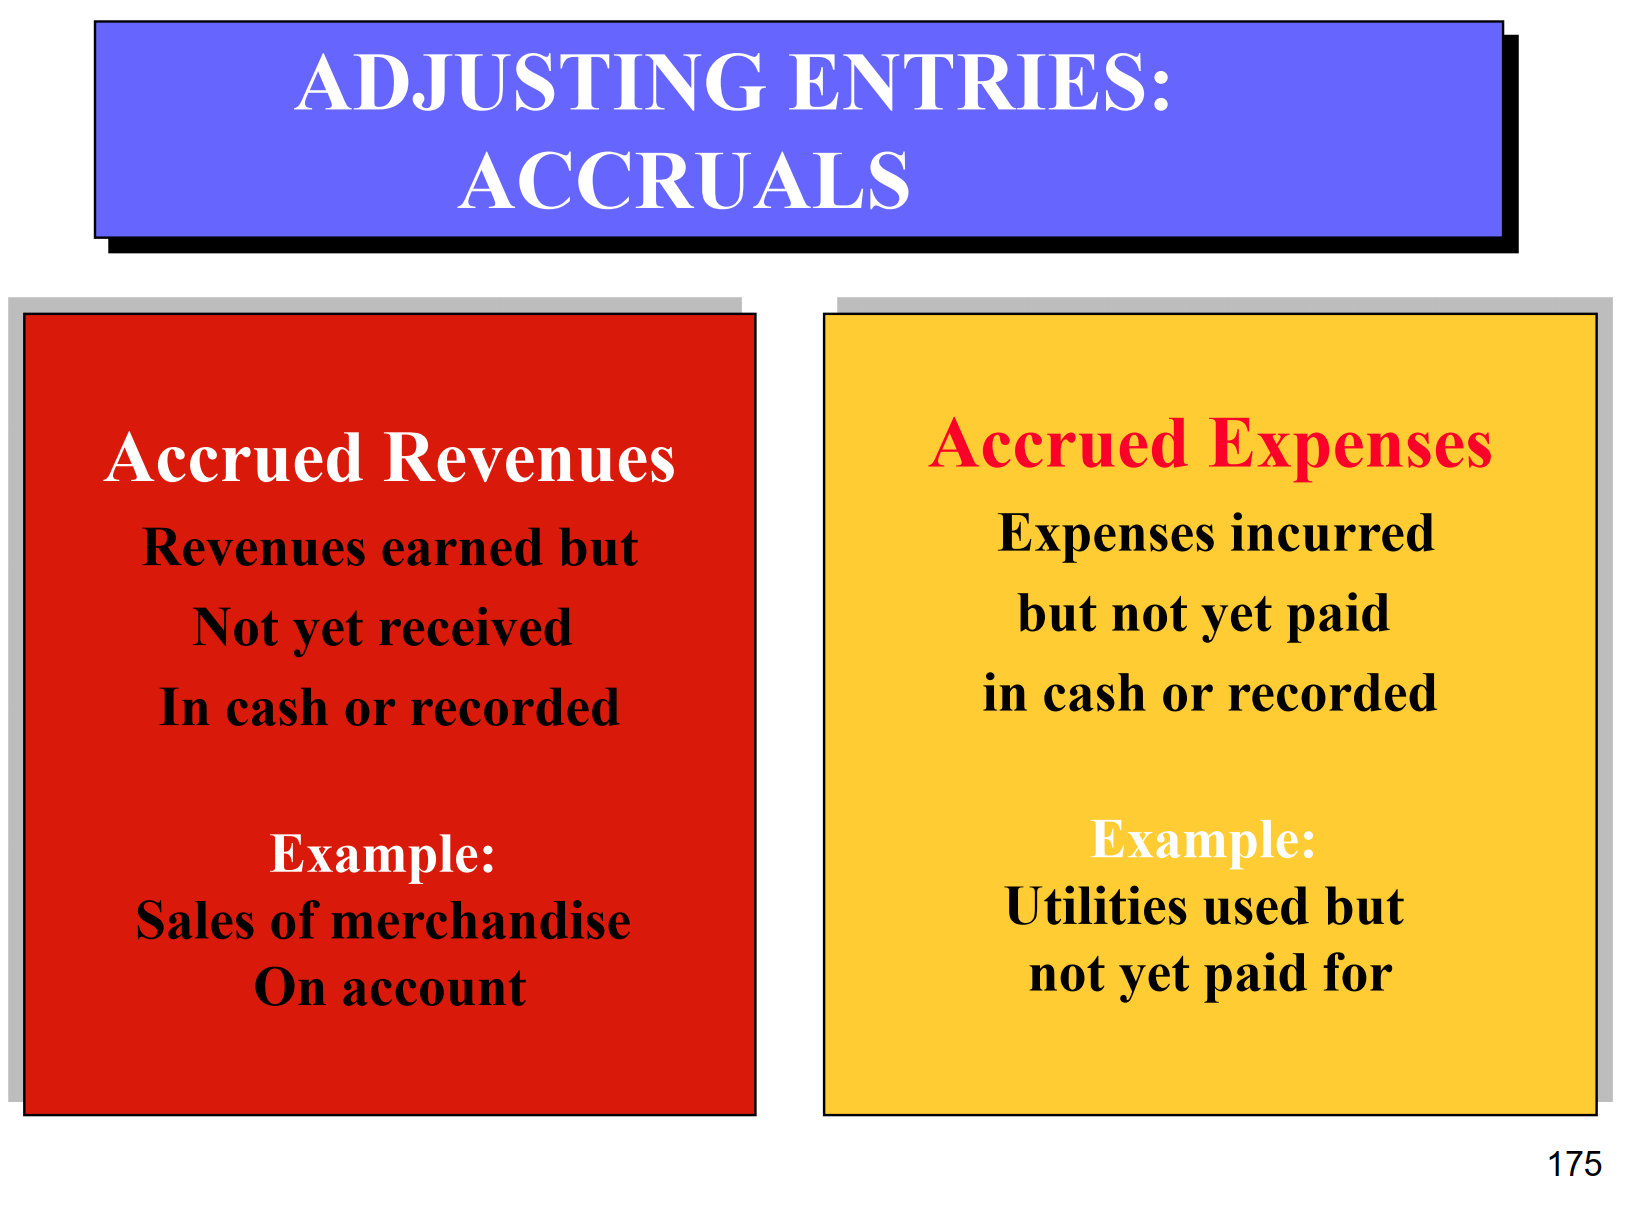 ADJUSTING ENTRIES:
ACCRUALS
Accrued Revenues
Revenues earned but
Not yet received
In cash or recorded
Example:
Sales of merchandise
On account
Accrued Expenses
Expenses incurred
but not yet paid
in cash or recorded
Example:
Utilities used but
not yet paid for
175